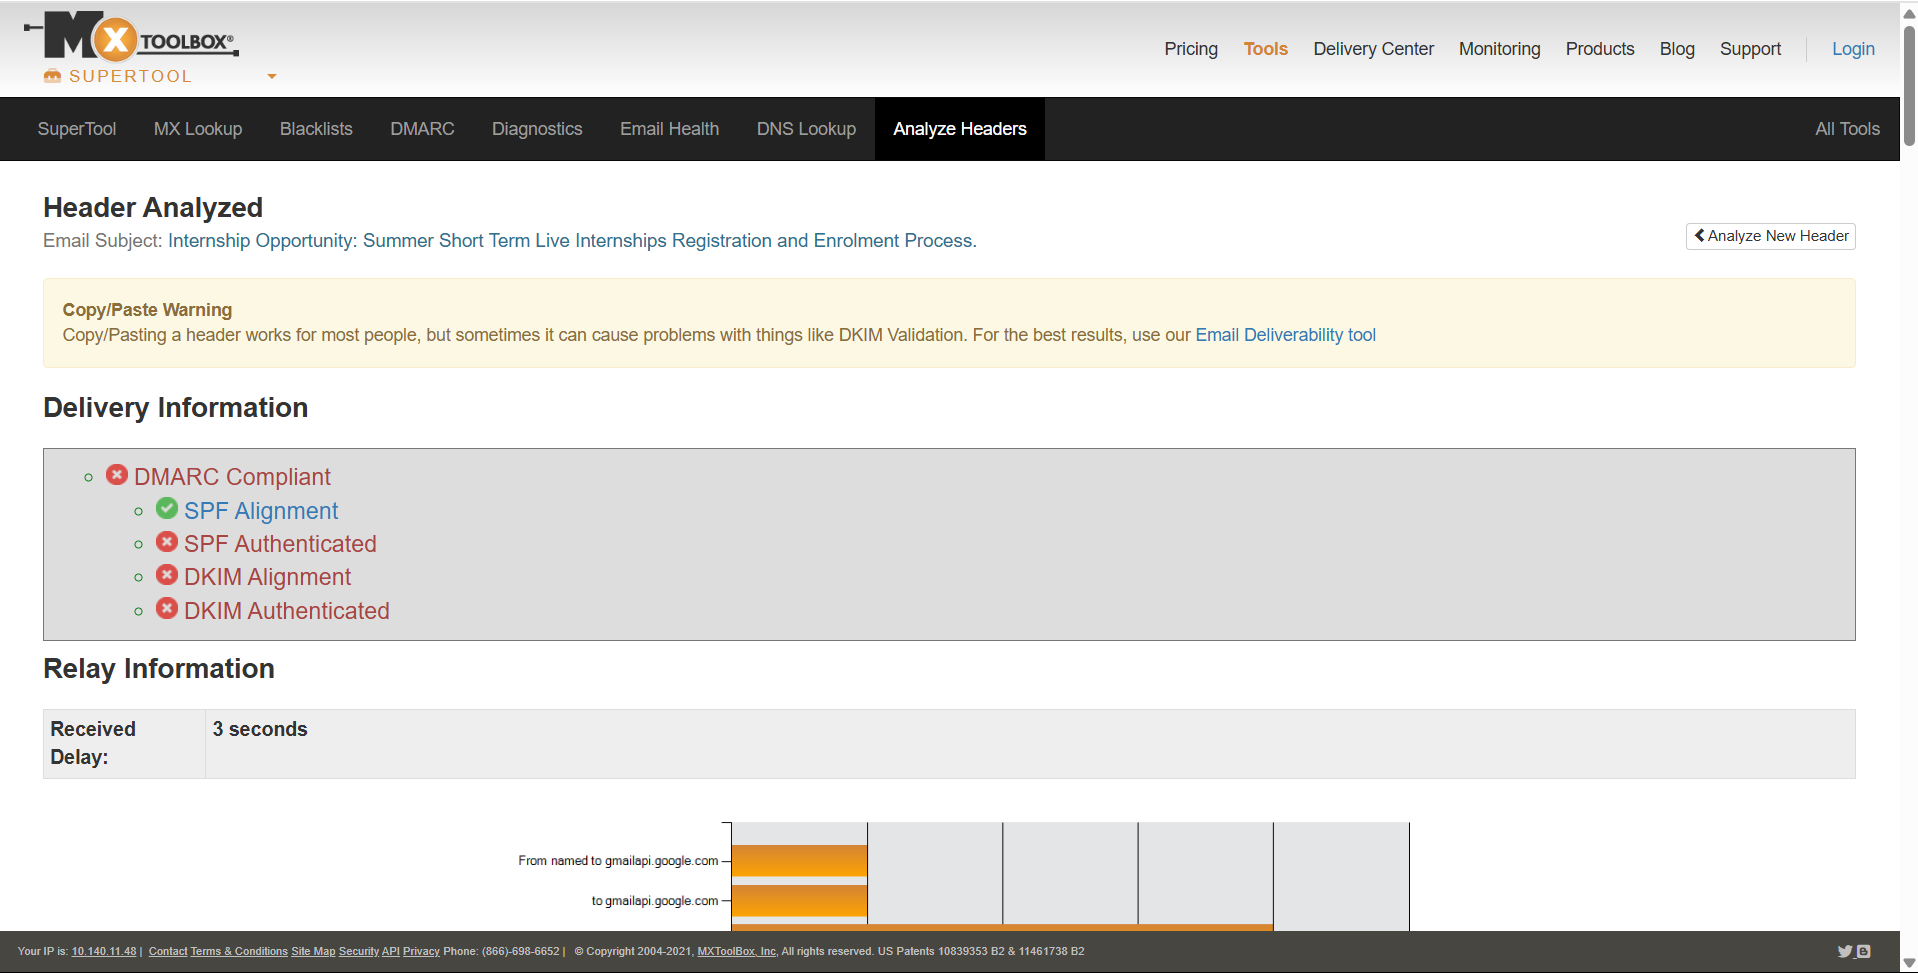 MX TOOLBOX®
SUPERTOOL
Pricing Tools Delivery Center Monitoring Products Blog Support Login
SuperTool MX Lookup Blacklists DMARC Diagnostics Email Health DNS Lookup Analyze Headers All Tools
Header Analyzed
Email Subject: Internship Opportunity: Summer Short Term Live Internships Registration and Enrolment Process.
Analyze New Header
Copy/Paste Warning
Copy/Pasting a header works for most people, but sometimes it can cause problems with things like DKIM Validation. For the best results, use our Email Deliverability tool
Delivery Information
DMARC Compliant
SPF Alignment
SPF Authenticated
DKIM Alignment
DKIM Authenticated
Relay Information
Received 3 seconds
Delay:
From named to gmailapi.google.com
to gmailapi.google.com
Your IP is: 10.140.11.48 | Contact Terms & Conditions Site Map Security API Privacy Phone: (866)-698-6652 | © Copyright 2004-2021, MXToolBox, Inc, All rights reserved. US Patents 10839353 B2 & 11461738 B2